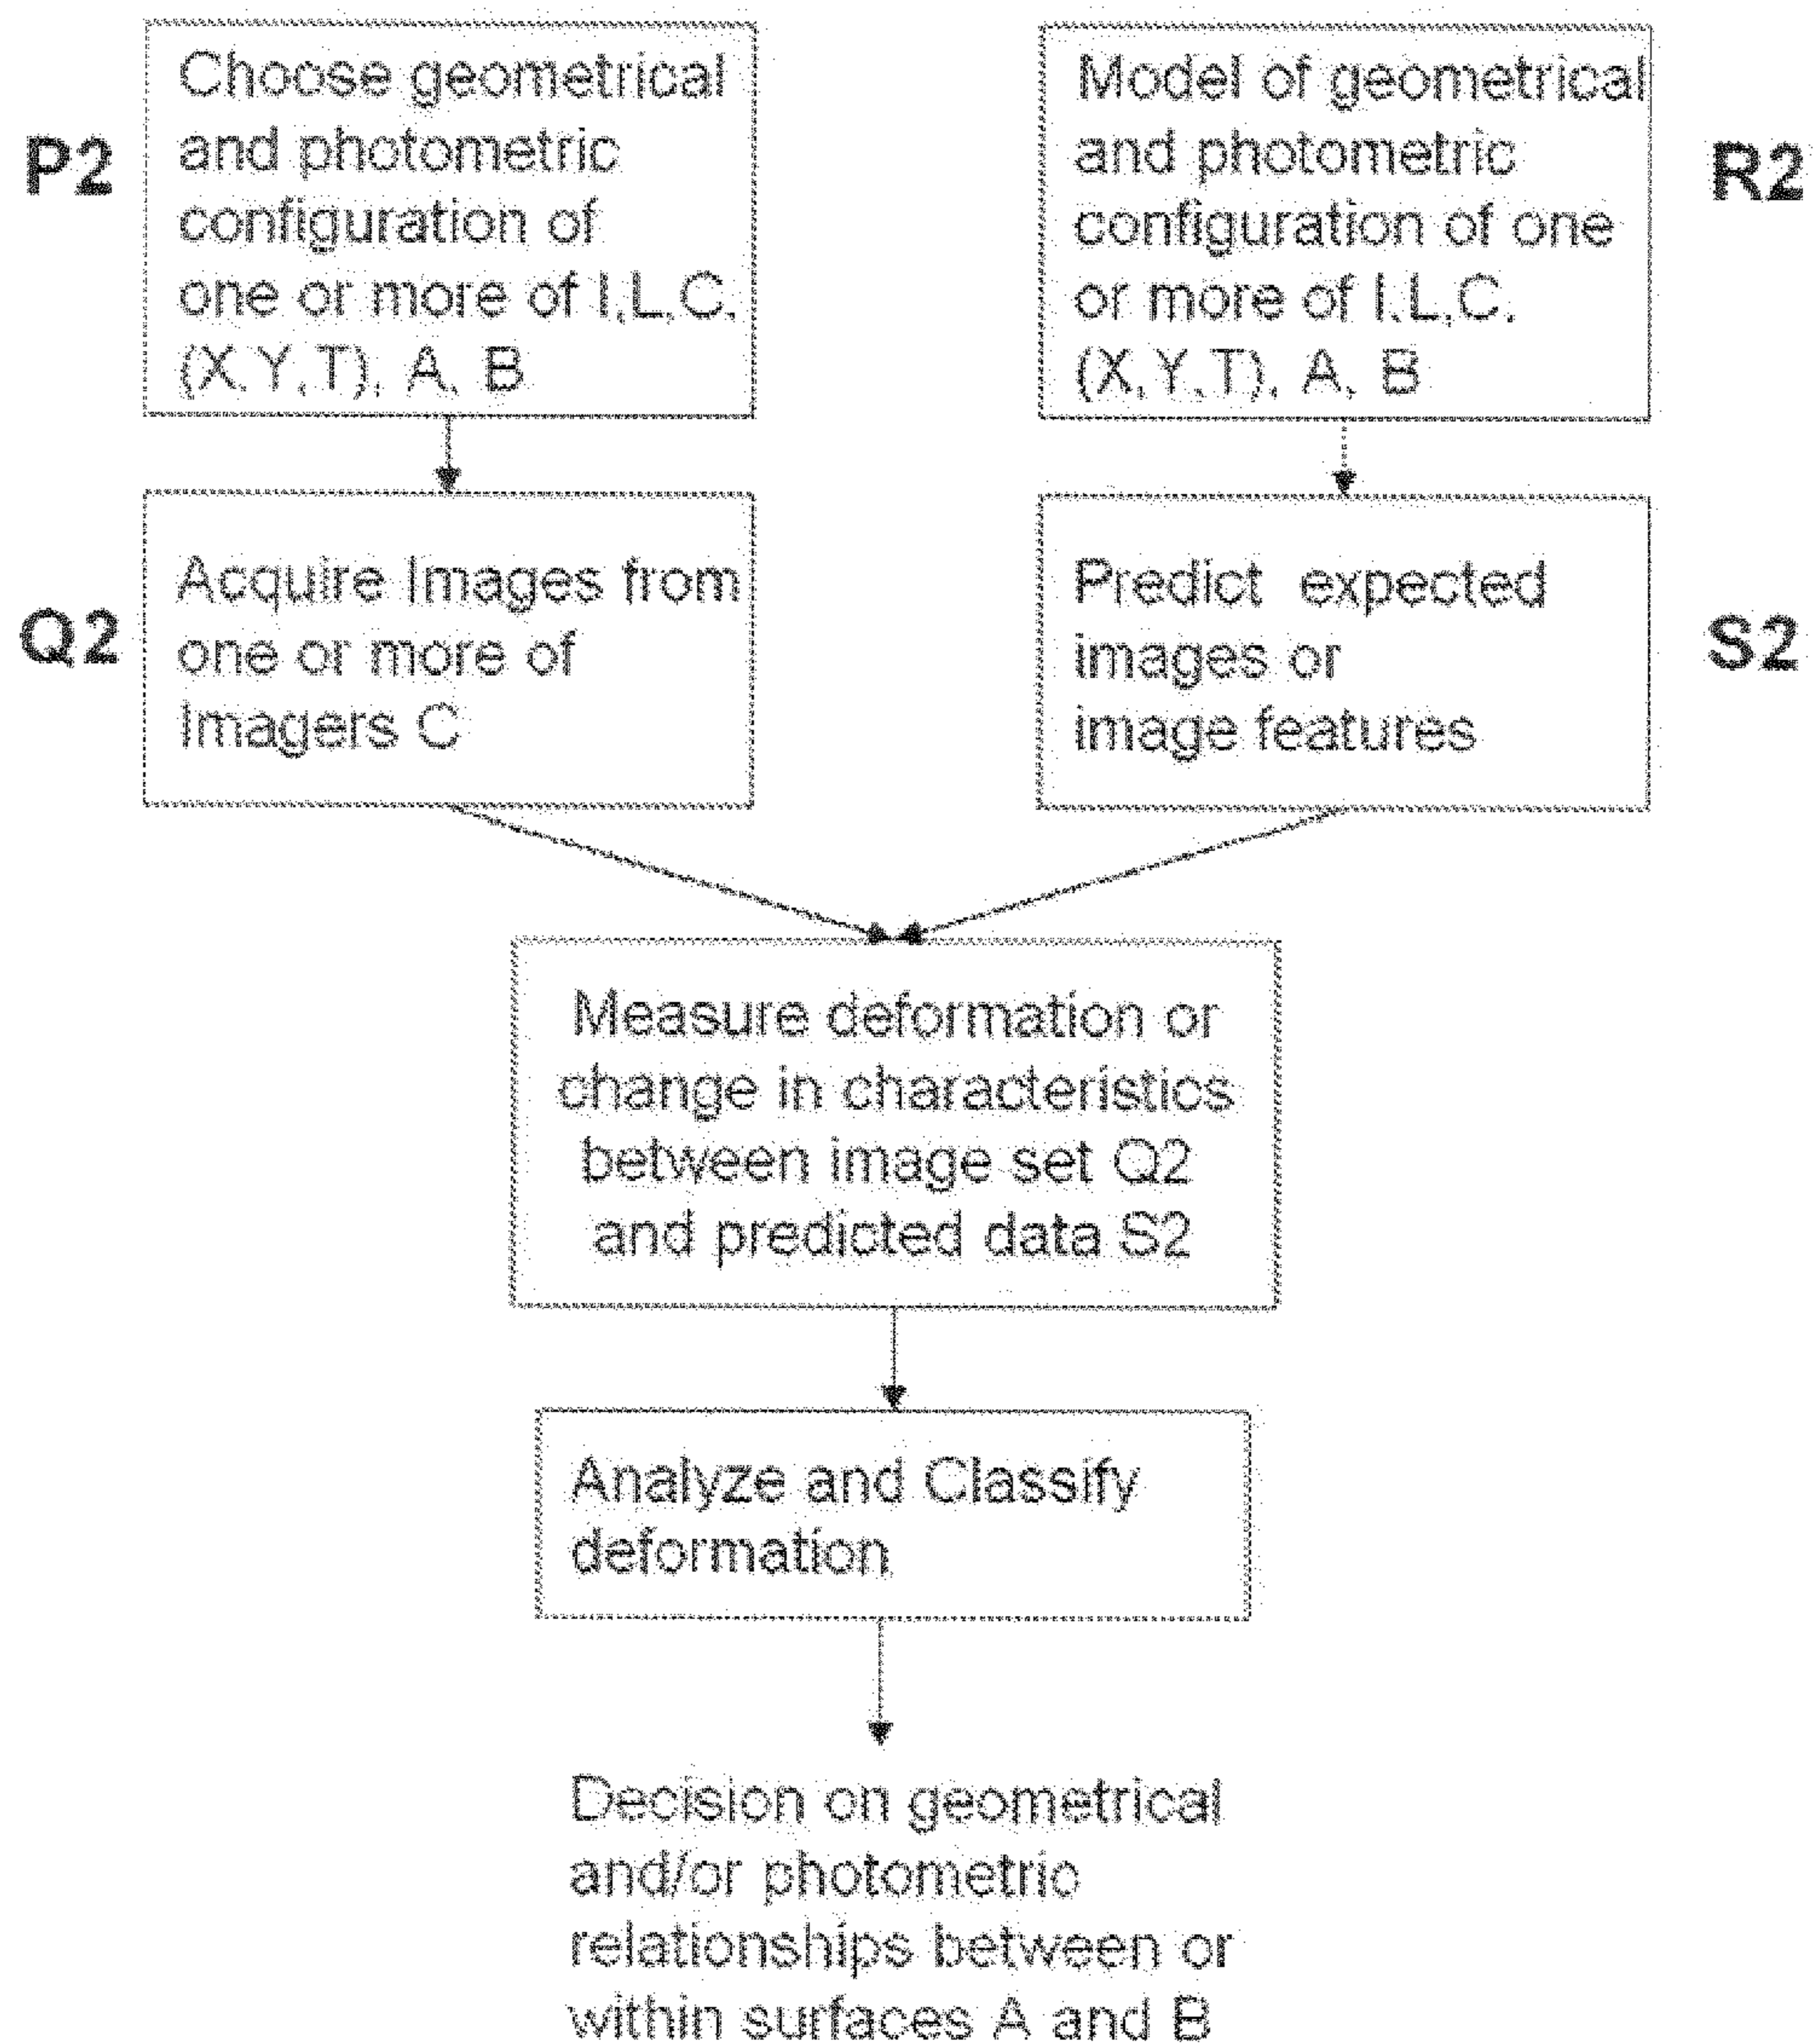 P2
Choose geometrical
and photometric
configuration of
one or more of I,L,C,
(X,Y,T), A, B
R2
Model of geometrical
and photometric
configuration of one
or more of I,L,C,
(X,Y,T), A, B
Q2
Acquire Images from
one or more of
Imagers C
S2
Predict expected
images or
image features
Measure deformation or
change in characteristics
between image set Q2
and predicted data S2
Analyze and Classify
deformation
Decision on geometrical
and/or photometric
relationships between or
within surfaces A and B